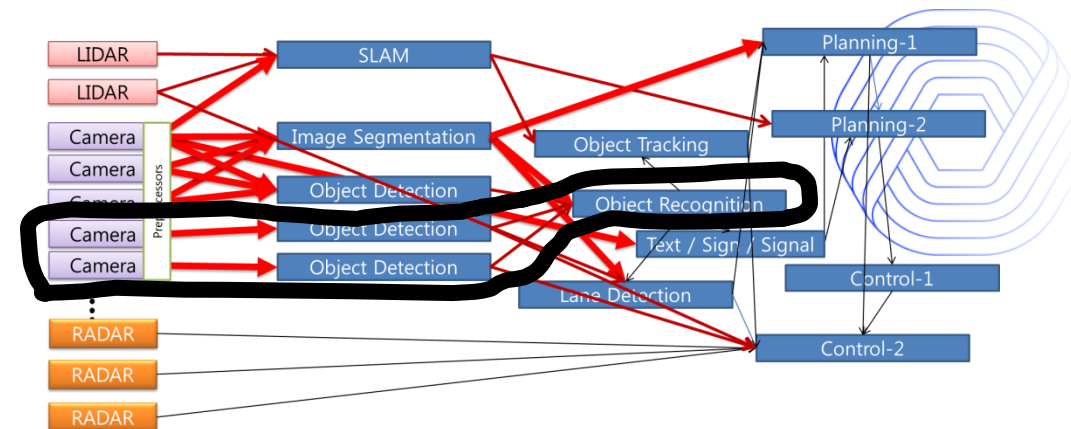 LIDAR
LIDAR
Camera
Camera
Camera
Camera
Camera
Preprocessors
RADAR
RADAR
RADAR
SLAM
Image Segmentation
Object Detection
Object Detection
Object Detection
Object Tracking
Object Recognition
Text / Sign / Signal
Lane Detection
Planning-1
Planning-2
Control-1
Control-2